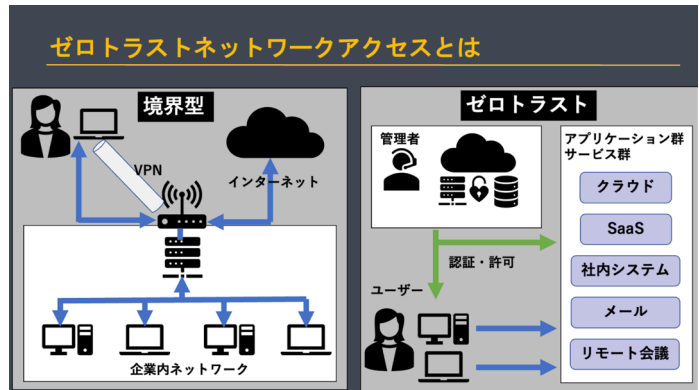 ゼロトラストネットワークアクセスとは
境界型
VPN
インターネット
企業内ネットワーク
ゼロトラスト
管理者
アプリケーション群
サービス群
クラウド
SaaS
社内システム
メール
リモート会議
認証・許可
ユーザー